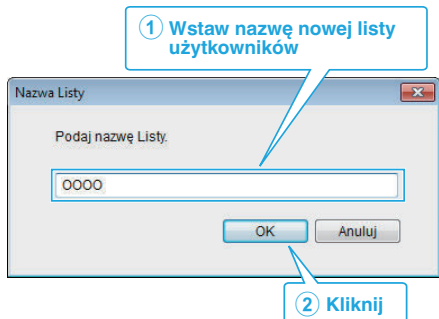 ① Wstaw nazwę nowej listy
użytkowników
Nazwa Listy
Podaj nazwę Listy.
OOOO
OK Anuluj
② Kliknij